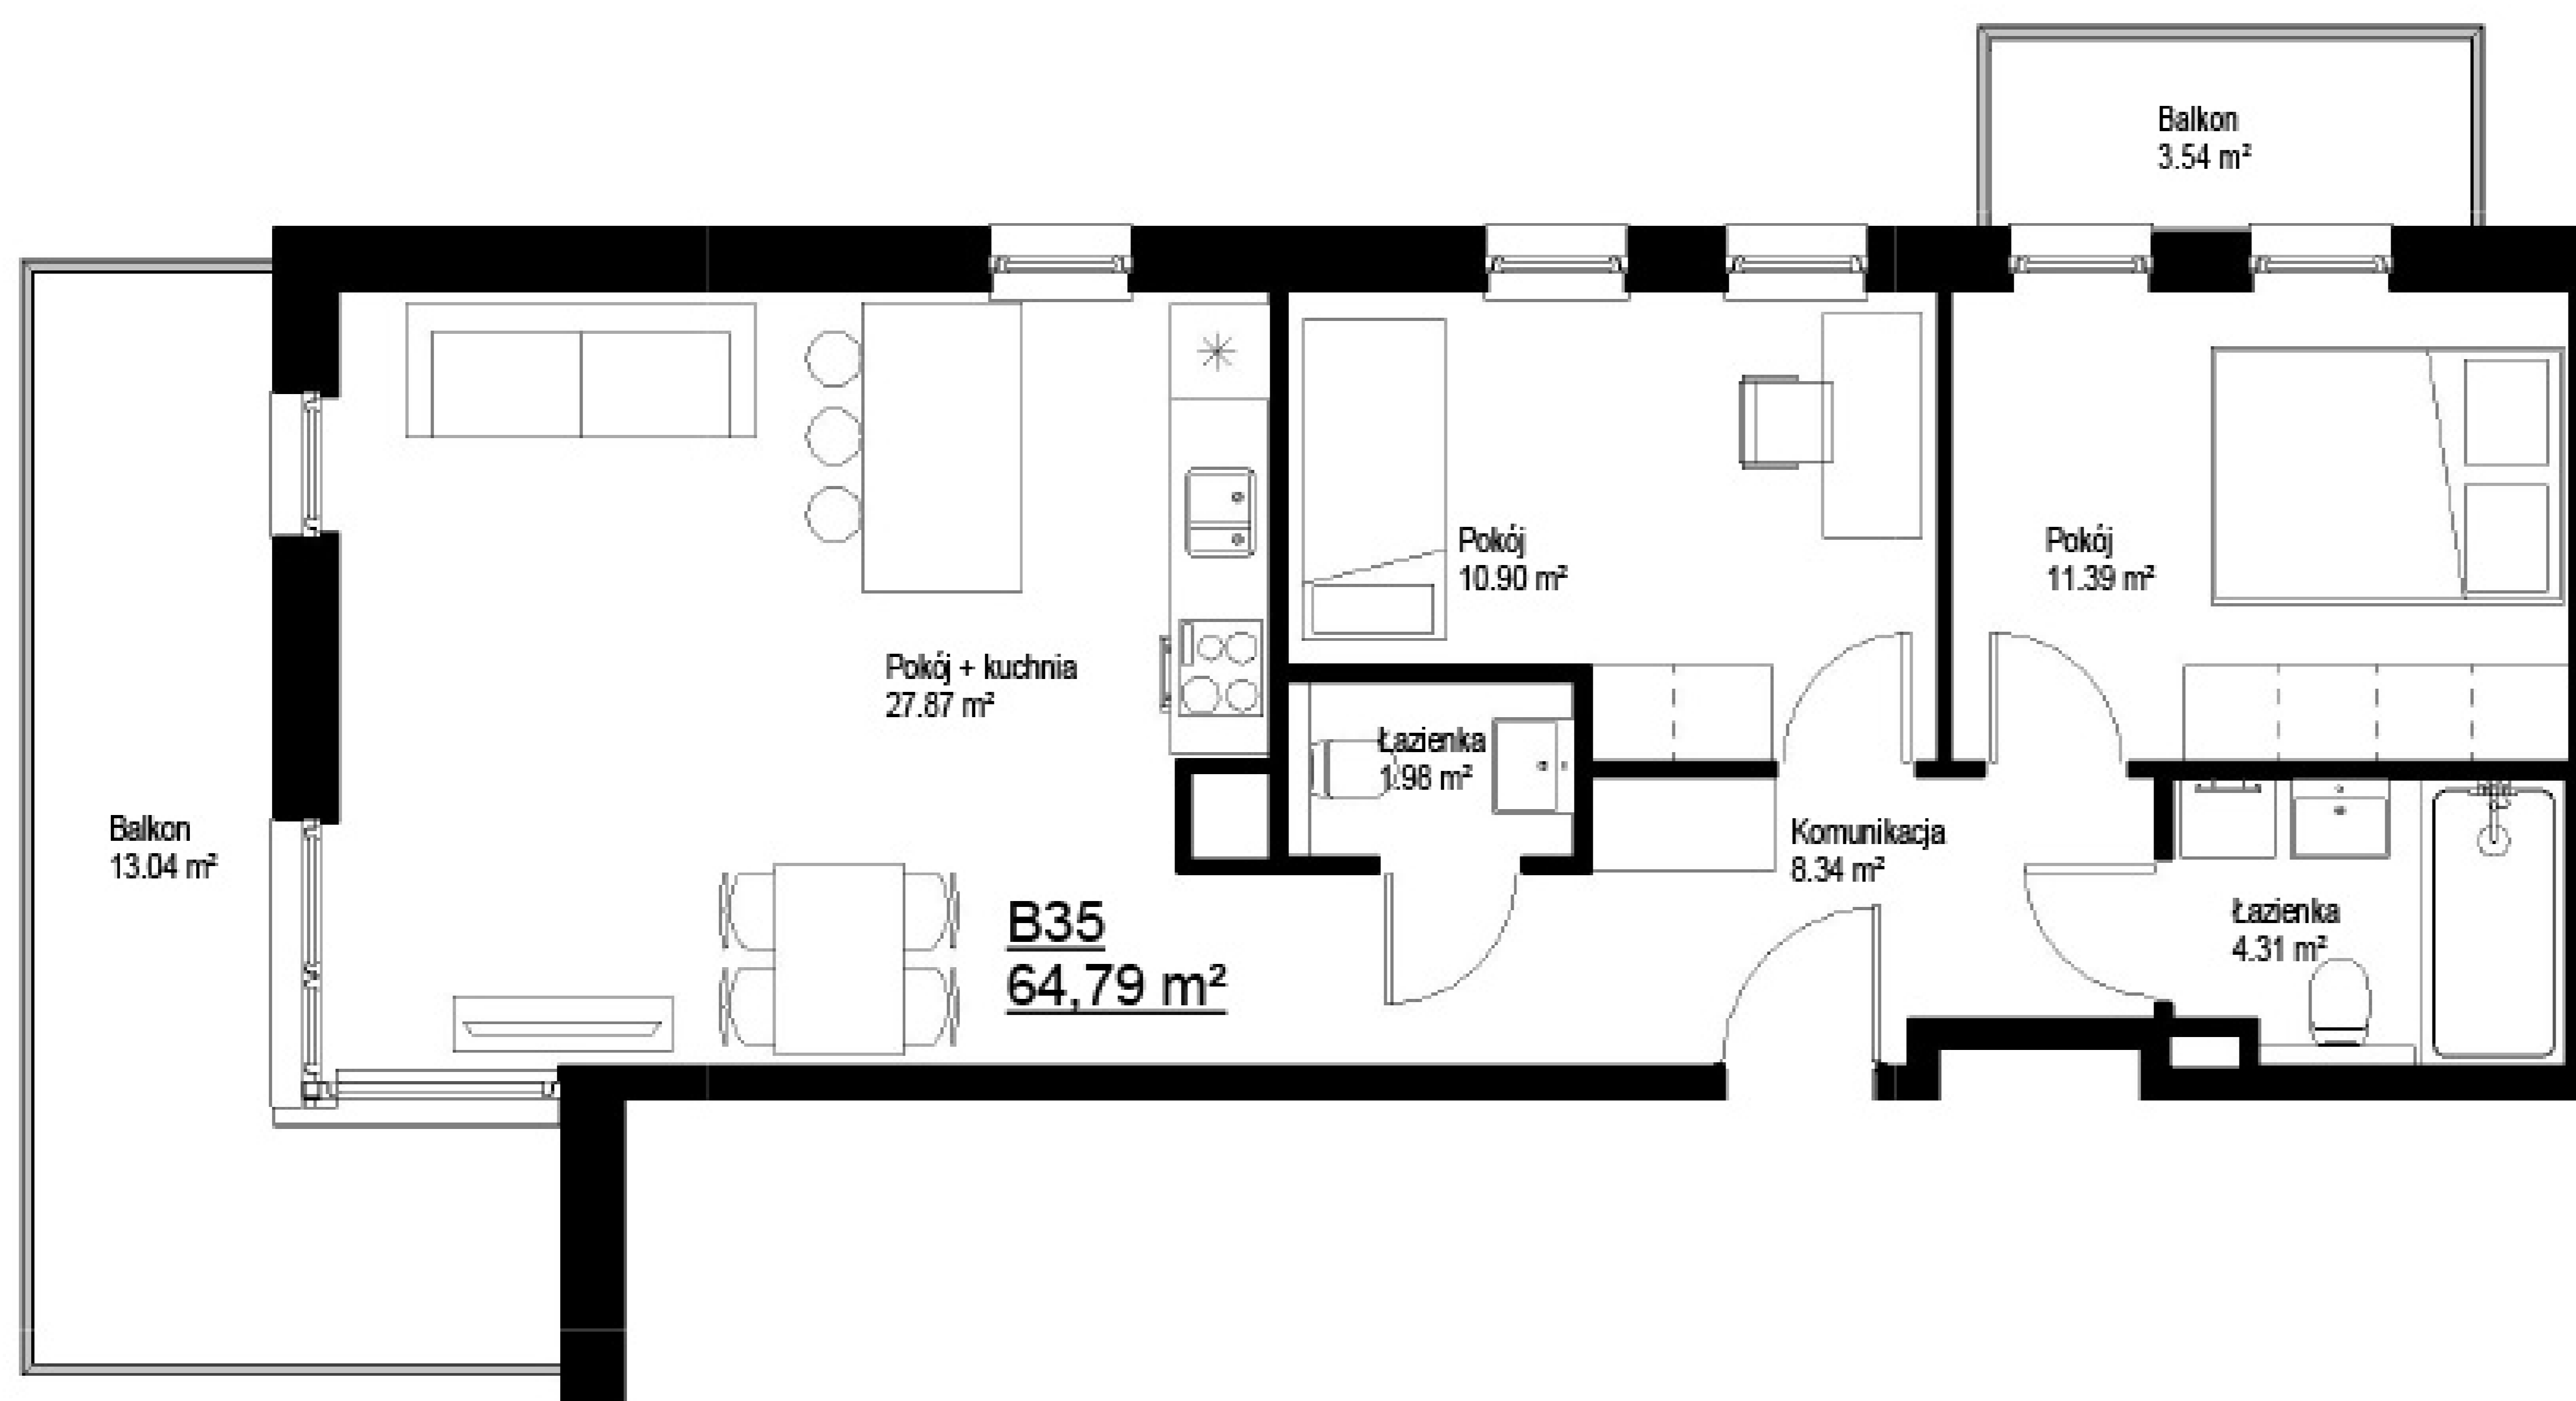 Balkon
3.54 m²
Pokój
10.90 m²
Pokój
11.39 m²
Pokój + kuchnia
27.87 m²
Łazienka
1.98 m²
Balkon
13.04 m²
Komunikacja
8.34 m²
B35
64,79 m²
Łazienka
4.31 m²